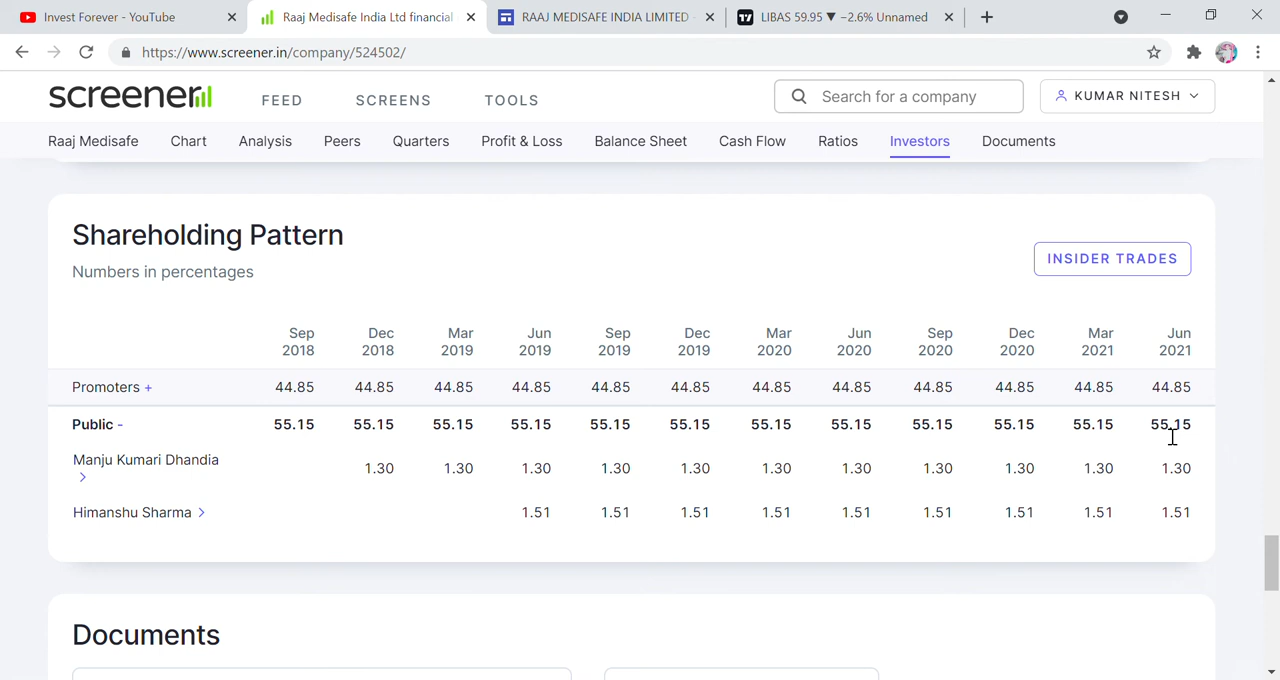 Invest Forever - YouTube
Raaj Medisafe India Ltd financial
RAAJ MEDISAFE INDIA LIMITED -
LIBAS 59.95 ▼ −2.6% Unnamed
https://www.screener.in/company/524502/
screener
FEED
SCREENS
TOOLS
Search for a company
KUMAR NITESH
Raaj Medisafe
Chart
Analysis
Peers
Quarters
Profit & Loss
Balance Sheet
Cash Flow
Ratios
Investors
Documents
Shareholding Pattern
Numbers in percentages
INSIDER TRADES
Sep 2018 Dec 2018 Mar 2019 Jun 2019 Sep 2019 Dec 2019 Mar 2020 Jun 2020 Sep 2020 Dec 2020 Mar 2021 Jun 2021
Promoters + 44.85 44.85 44.85 44.85 44.85 44.85 44.85 44.85 44.85 44.85 44.85 44.85
Public - 55.15 55.15 55.15 55.15 55.15 55.15 55.15 55.15 55.15 55.15 55.15 55.15
Manju Kumari Dhandia > 1.30 1.30 1.30 1.30 1.30 1.30 1.30 1.30 1.30 1.30 1.30
Himanshu Sharma > 1.51 1.51 1.51 1.51 1.51 1.51 1.51 1.51 1.51
Documents